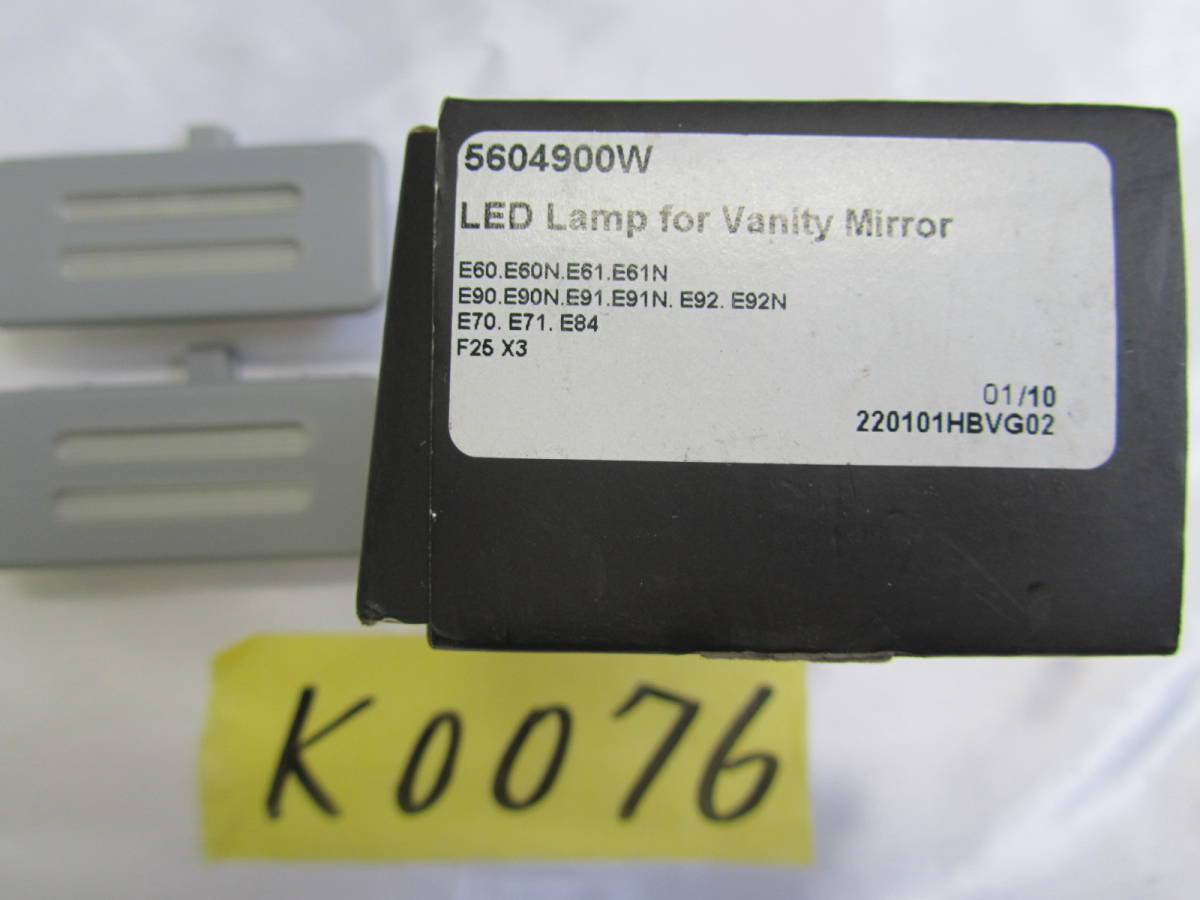 5604900W
LED Lamp for Vanity Mirror
E60.E60N.E61.E61N
E90.E90N.E91.E91N. E92. E92N
E70. E71. E84
F25 X3
01/10
220101HBVG02
K0076